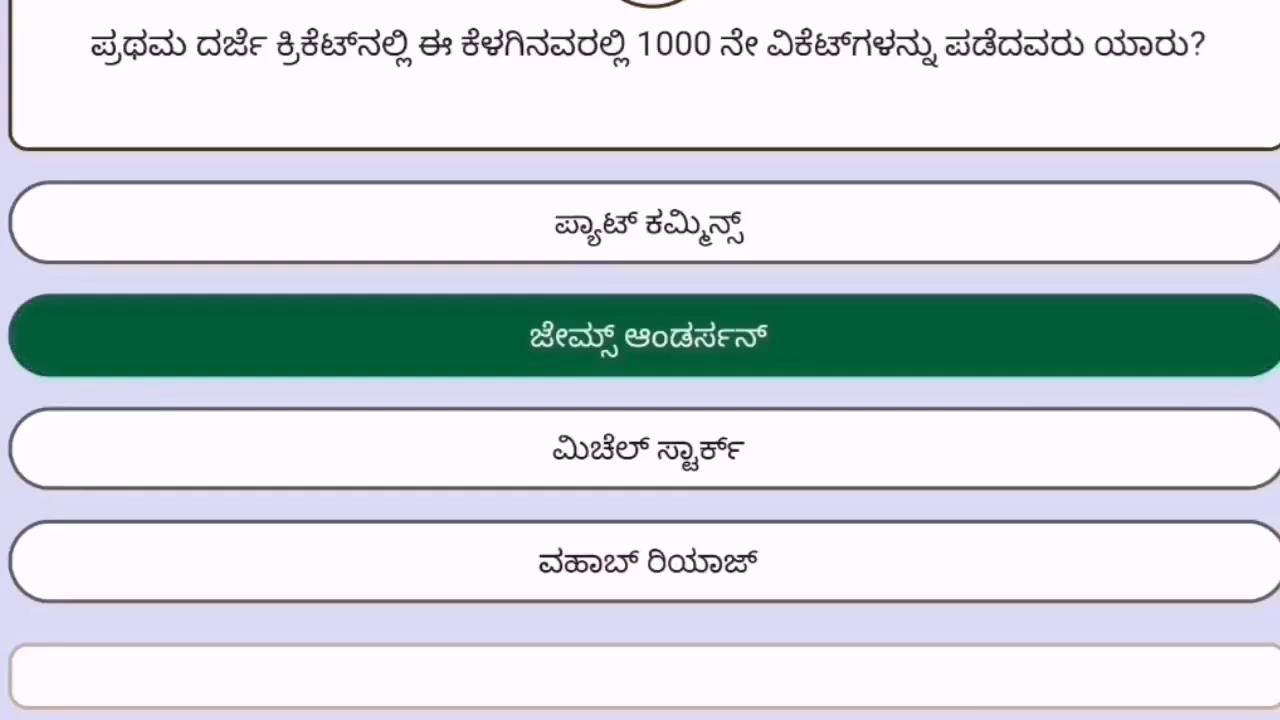 ಪ್ರಥಮ ದರ್ಜೆ ಕ್ರಿಕೆಟ್‌ನಲ್ಲಿ ಈ ಕೆಳಗಿನವರಲ್ಲಿ 1000 ನೇ ವಿಕೆಟ್‌ಗಳನ್ನು ಪಡೆದವರು ಯಾರು?
ಪ್ಯಾಟ್ ಕಮ್ಮಿನ್ಸ್
ಜೇಮ್ಸ್ ಆಂಡರ್ಸನ್
ಮಿಚೆಲ್ ಸ್ಟಾರ್ಕ್
ವಹಾಬ್ ರಿಯಾಜ್